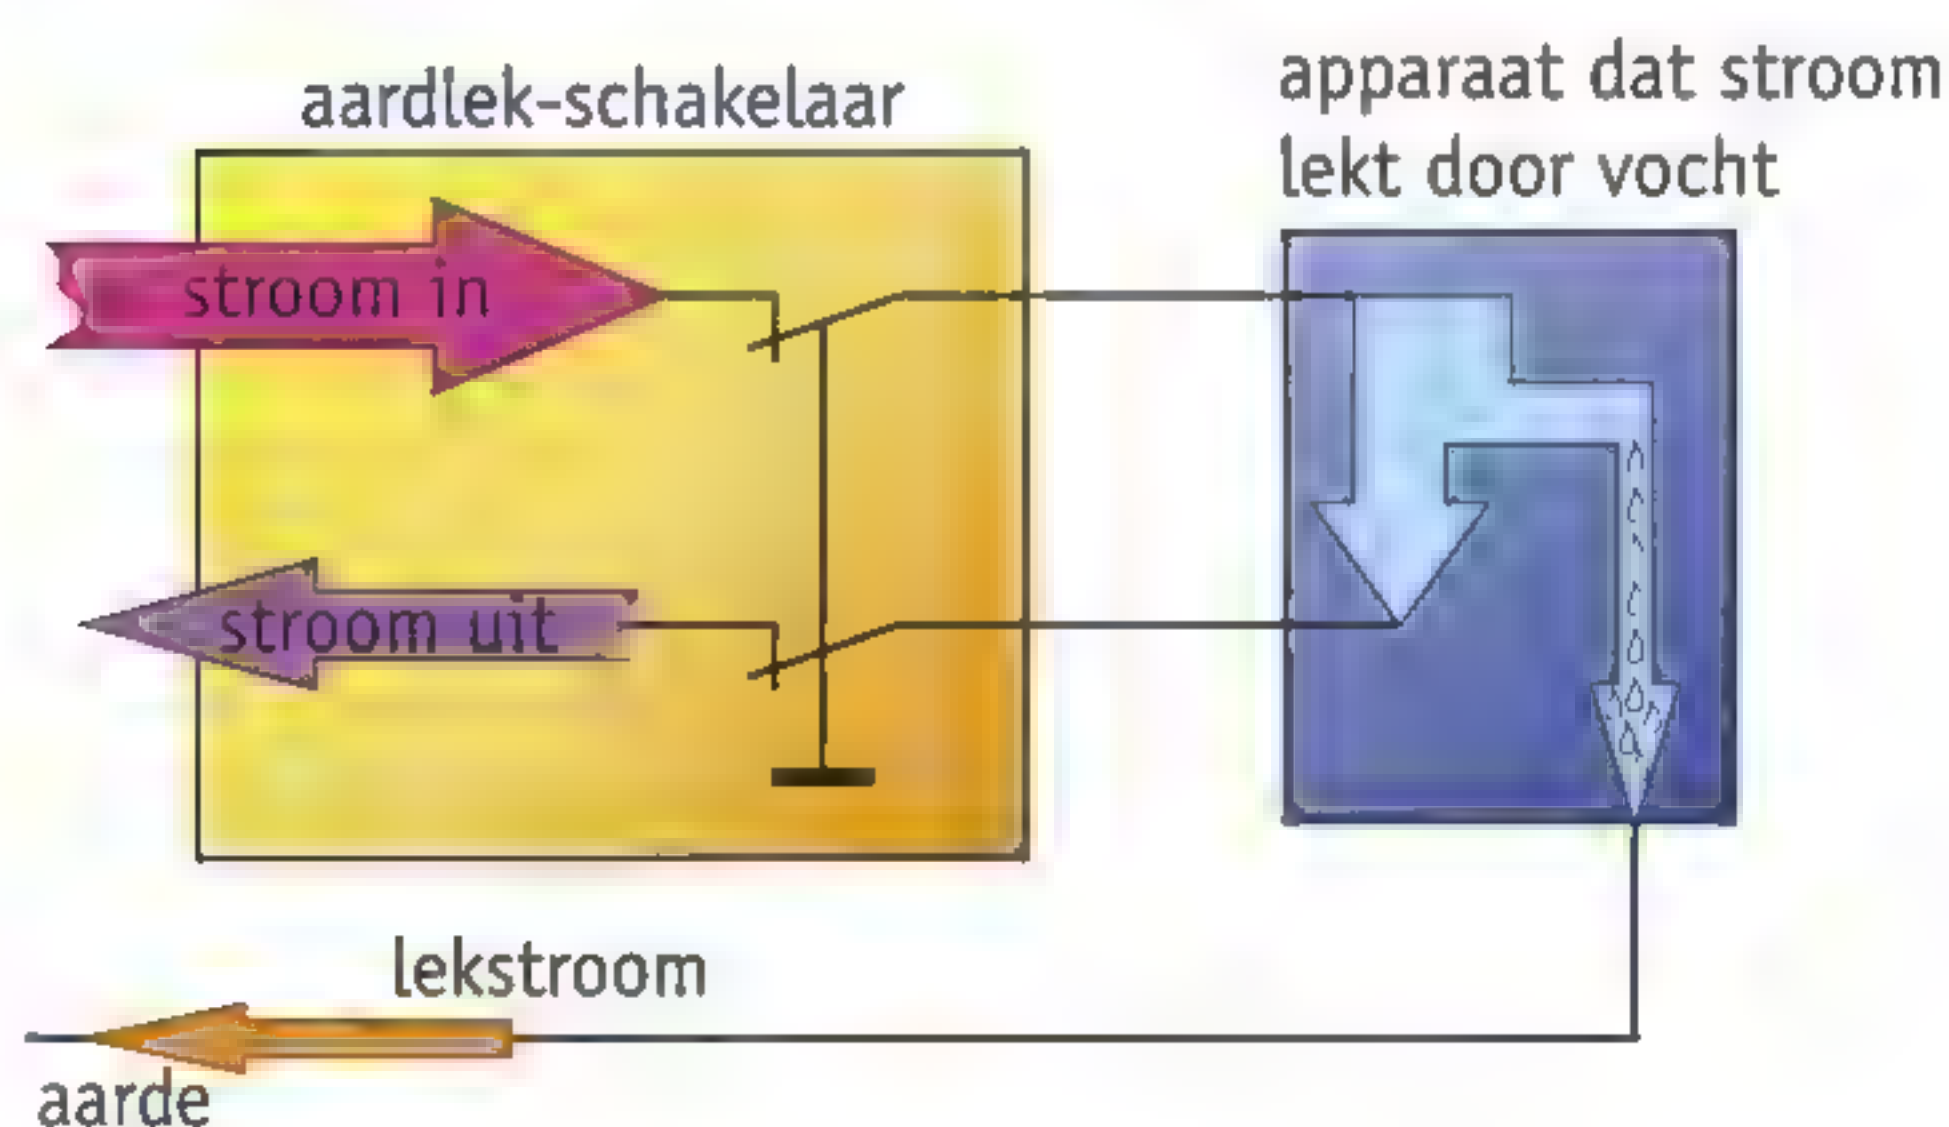 aardlek-schakelaar
apparaat dat stroom
lekt door vocht
stroom in
stroom uit
lekstroom
aarde